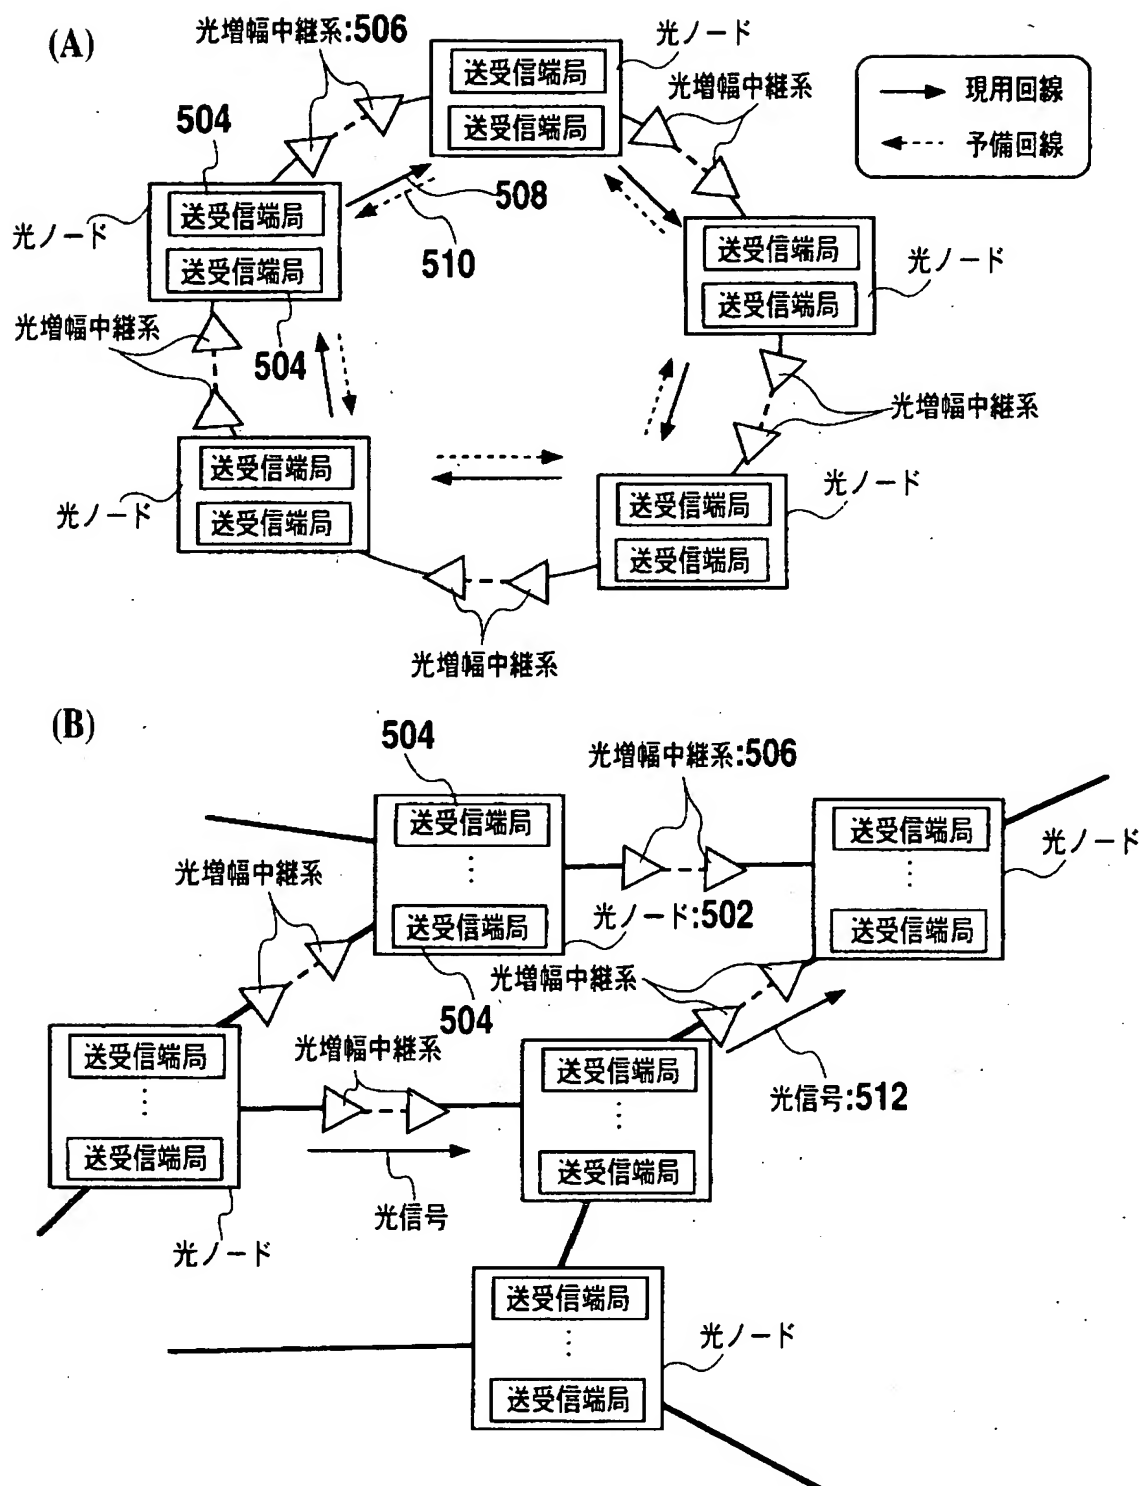 (A)
光増幅中継系:506
光ノード
送受信端局
送受信端局
光増幅中継系
現用回線
予備回線
504
光ノード
送受信端局
送受信端局
508
510
送受信端局
送受信端局
光ノード
光増幅中継系
504
光増幅中継系
送受信端局
送受信端局
光ノード
送受信端局
送受信端局
光ノード
光増幅中継系
(B)
504
光増幅中継系:506
送受信端局
⋮
送受信端局
送受信端局
⋮
送受信端局
光ノード
光増幅中継系
光ノード:502
光増幅中継系
504
光増幅中継系
送受信端局
⋮
送受信端局
送受信端局
⋮
送受信端局
光信号:512
光信号
光ノード
送受信端局
⋮
送受信端局
光ノード